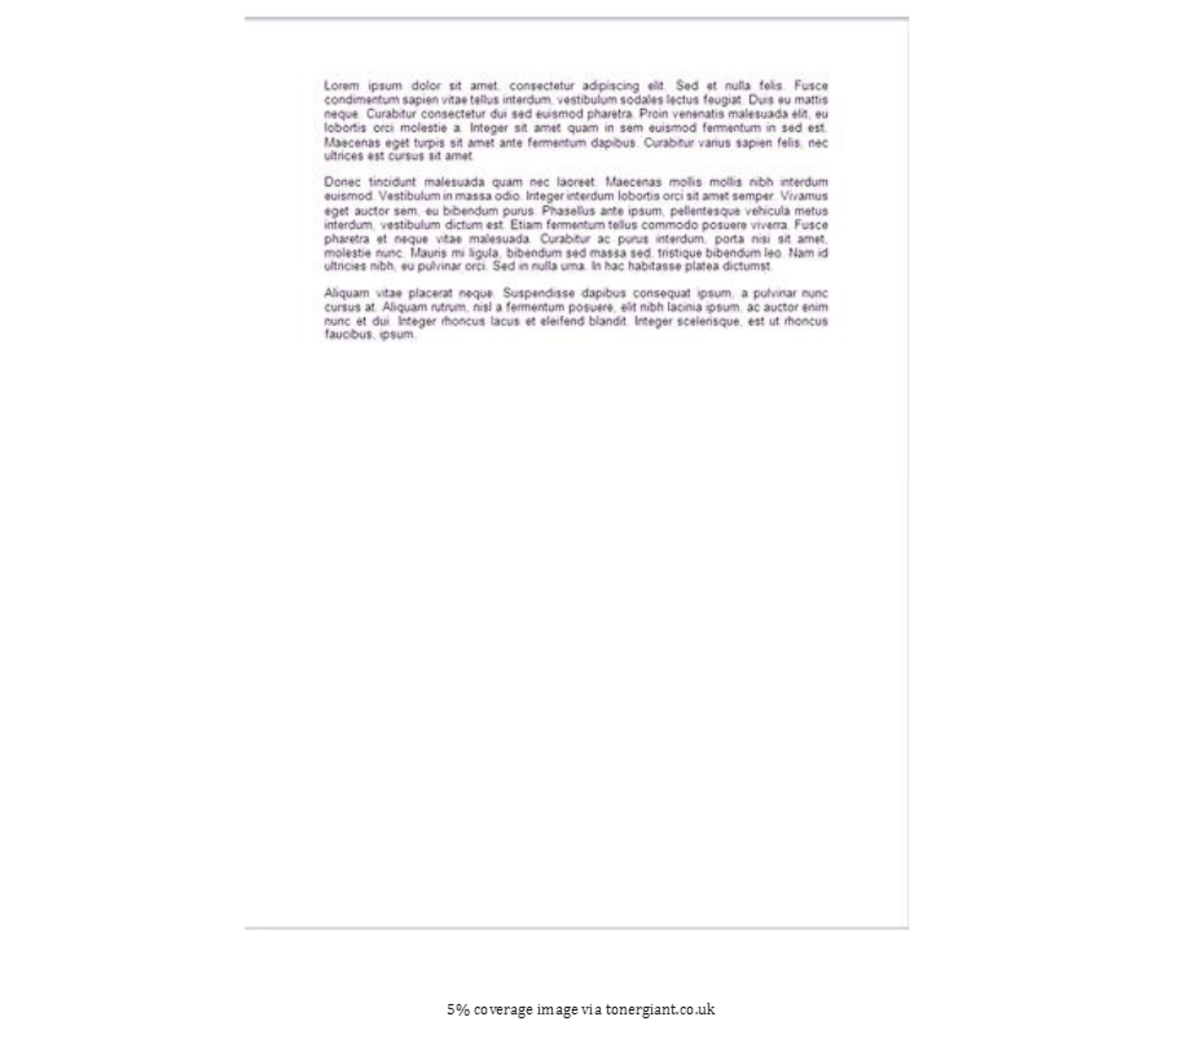 Lorem ipsum dolor sit amet, consectetur adipiscing elit. Sed et nulla felis. Fusce
condimentum sapien vitae tellus interdum, vestibulum sodales lectus feugiat. Duis eu mattis
neque. Curabitur consectetur dui sed euismod pharetra. Proin venenatis malesuada elit, eu
lobortis orci molestie a. Integer sit amet quam in sem euismod fermentum in sed est.
Maecenas eget turpis sit amet ante fermentum dapibus. Curabitur varius sapien felis, nec
ultrices est cursus sit amet.
Donec tincidunt malesuada quam nec laoreet. Maecenas mollis mollis nibh interdum
euismod. Vestibulum in massa odio. Integer interdum lobortis orci sit amet semper. Vivamus
eget auctor sem, eu bibendum purus. Phasellus ante ipsum, pellentesque vehicula metus
interdum, vestibulum dictum est. Etiam fermentum tellus commodo posuere viverra. Fusce
pharetra et neque vitae malesuada. Curabitur ac purus interdum, porta nisi sit amet,
molestie nunc. Mauris mi ligula, bibendum sed massa sed, tristique bibendum leo. Nam id
ultricies nibh, eu pulvinar orci. Sed in nulla urna. In hac habitasse platea dictumst.
Aliquam vitae placerat neque. Suspendisse dapibus consequat ipsum, a pulvinar nunc
cursus at. Aliquam rutrum, nisl a fermentum posuere, elit nibh lacinia ipsum, ac auctor enim
nunc et dui. Integer rhoncus lacus et eleifend blandit. Integer scelerisque, est ut rhoncus
faucibus, ipsum
5% coverage image via tonergiant.co.uk